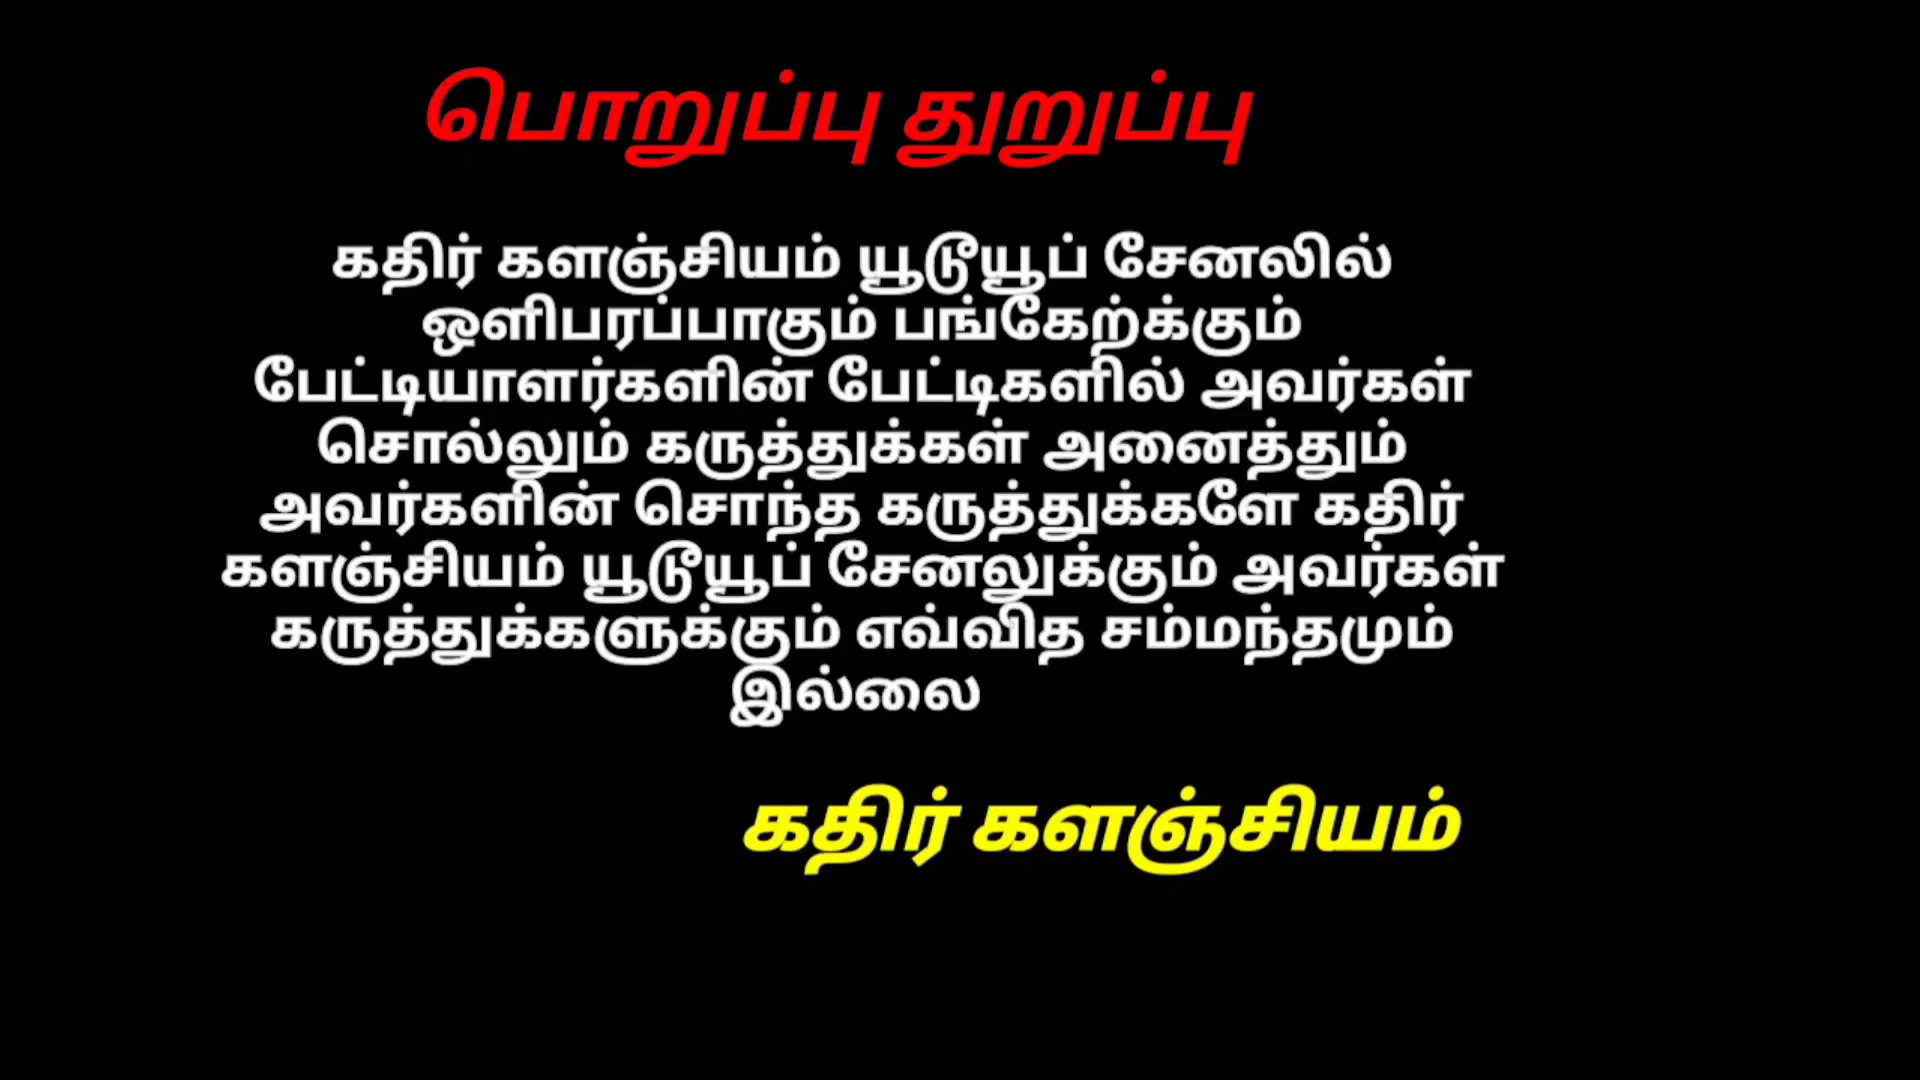 பொறுப்பு துறுப்பு
கதிர் களஞ்சியம் யூடூயூப் சேனலில்
ஒளிபரப்பாகும் பங்கேற்க்கும்
பேட்டியாளர்களின் பேட்டிகளில் அவர்கள்
சொல்லும் கருத்துக்கள் அனைத்தும்
அவர்களின் சொந்த கருத்துக்களே கதிர்
களஞ்சியம் யூடூயூப் சேனலுக்கும் அவர்கள்
கருத்துக்களுக்கும் எவ்வித சம்மந்தமும்
இல்லை
கதிர் களஞ்சியம்